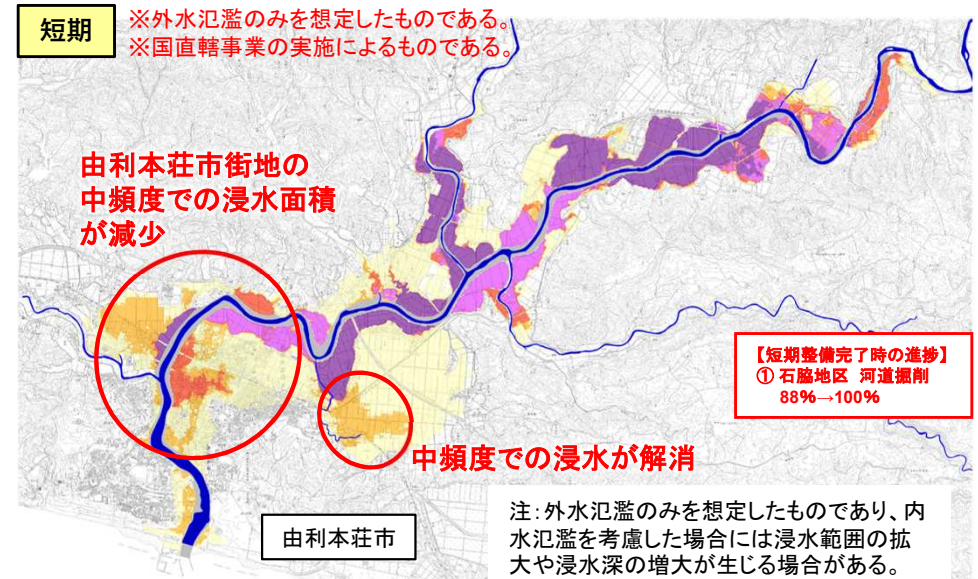 短期
※外水氾濫のみを想定したものである。
※国直轄事業の実施によるものである。
由利本荘市街地の
中頻度での浸水面積
が減少
【短期整備完了時の進捗】
① 石脇地区 河道掘削
88%→100%
中頻度での浸水が解消
由利本荘市
注：外水氾濫のみを想定したものであり、内
水氾濫を考慮した場合には浸水範囲の拡
大や浸水深の増大が生じる場合がある。